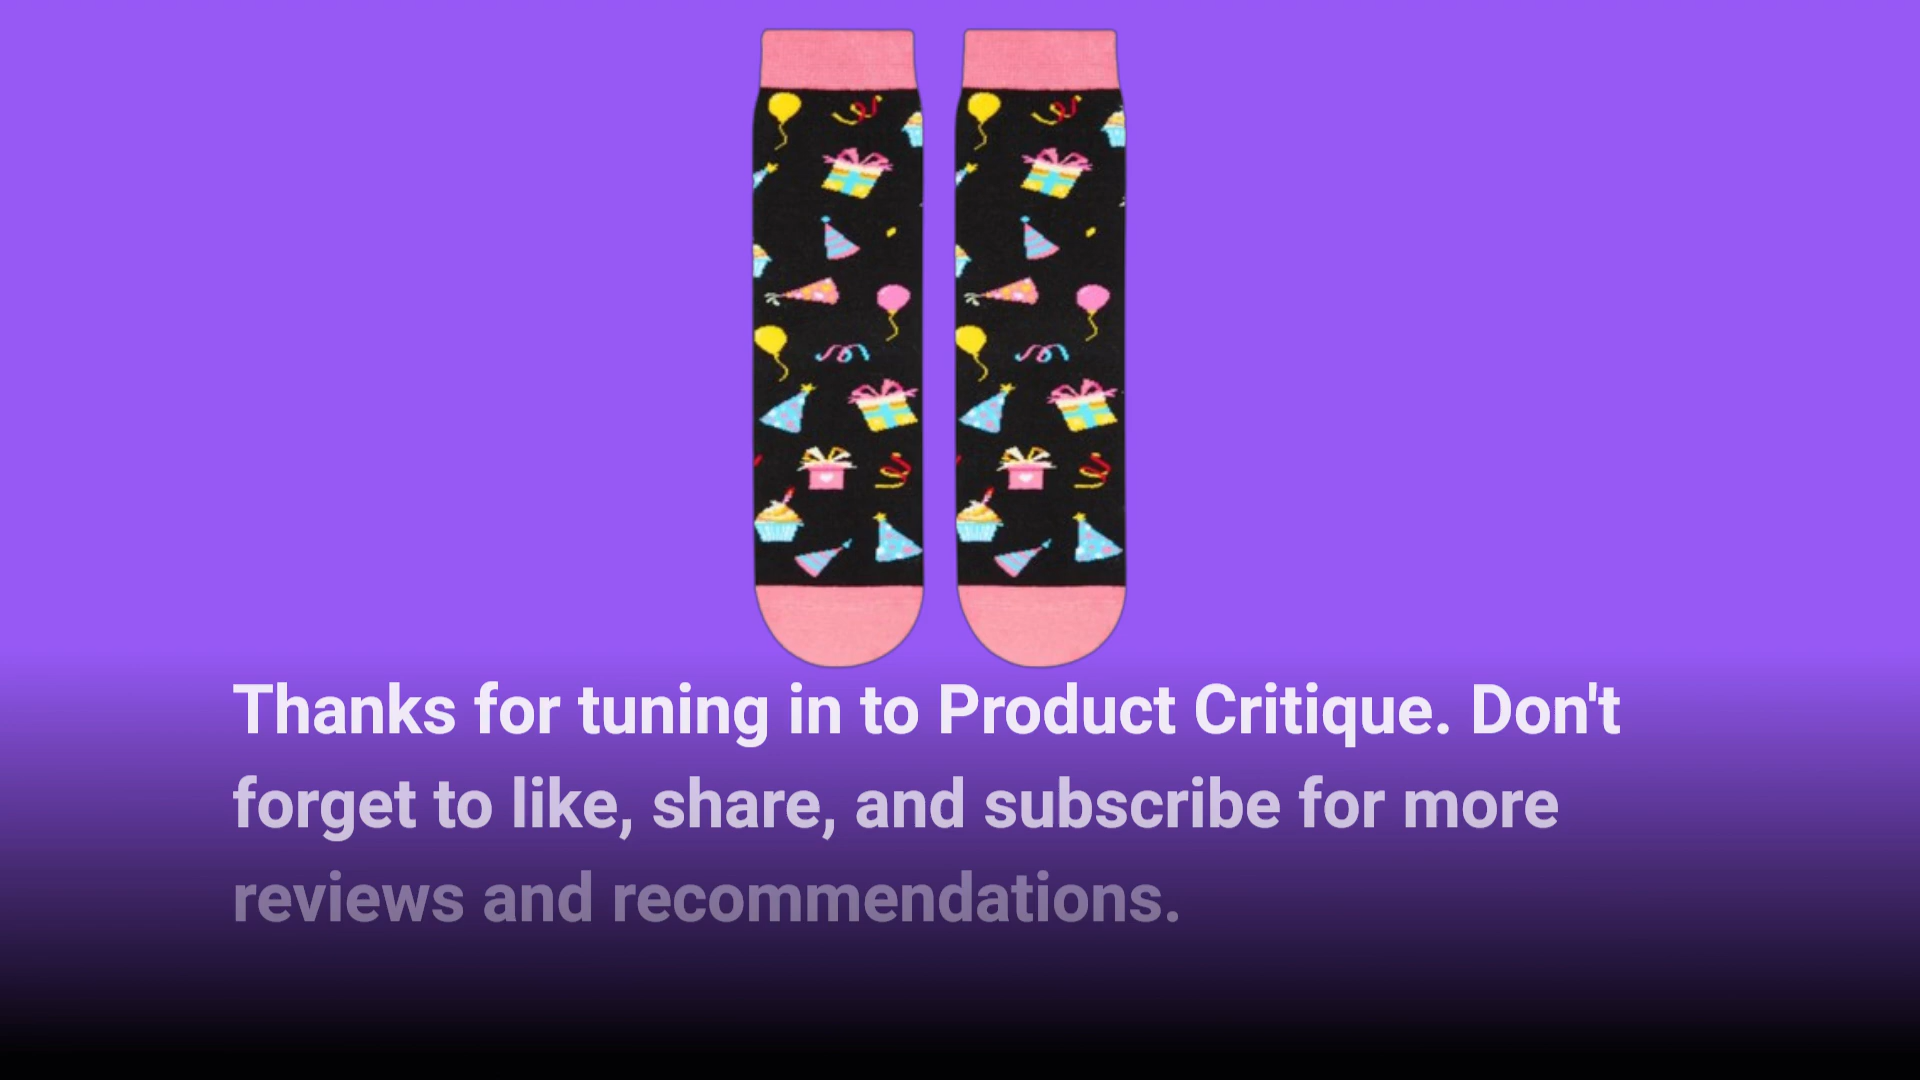 Thanks for tuning in to Product Critique. Don't
forget to like, share, and subscribe for more
reviews and recommendations.